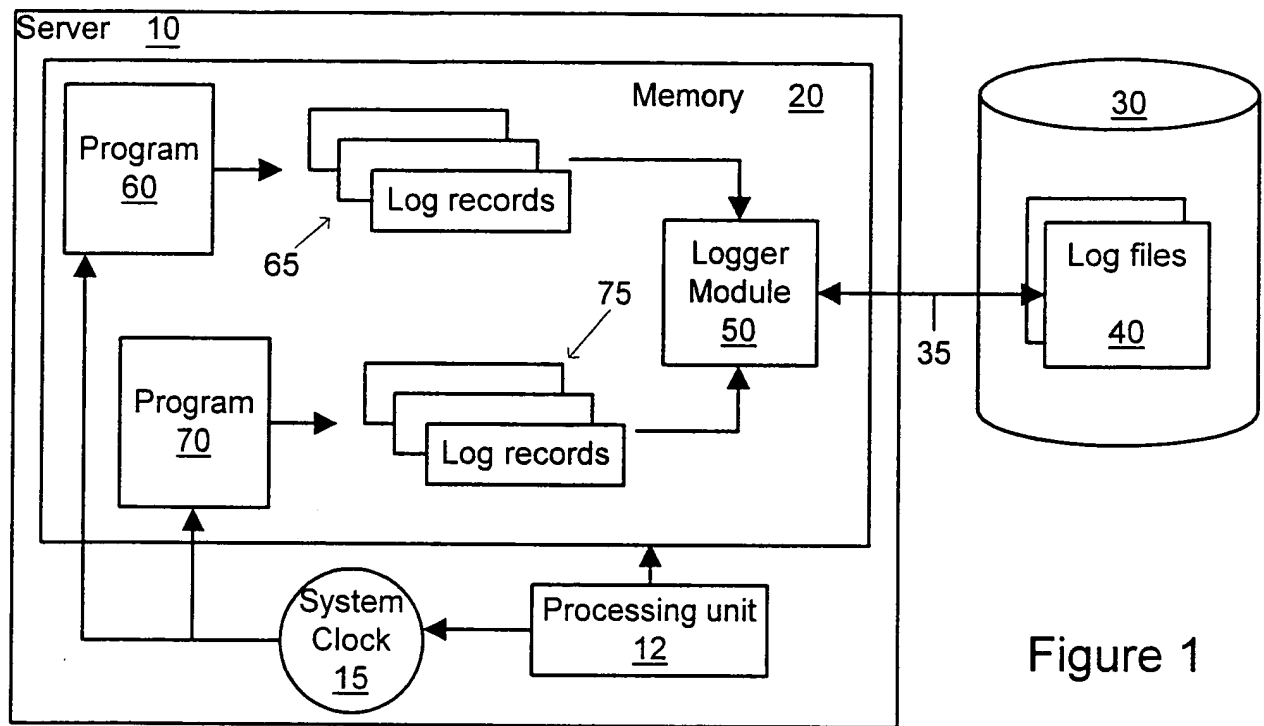 Server 10
Memory 20
30
Program
60
Log records
65
Logger
Module
50
Log files
40
75
35
Program
70
Log records
System
Clock
15
Processing unit
12
Figure 1